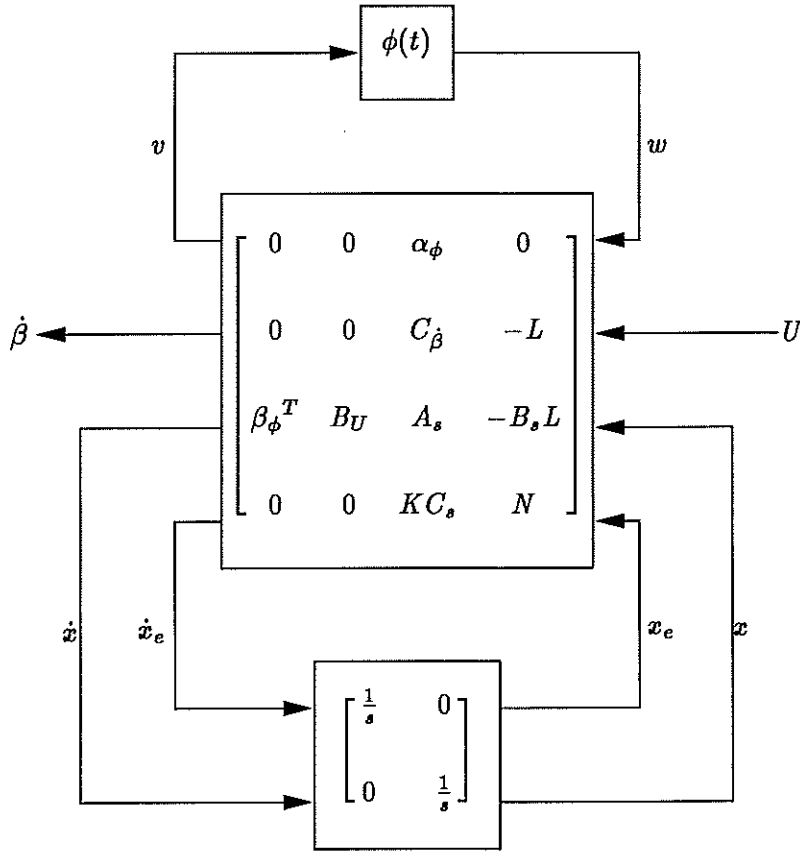 ϕ(t)
v
w
0 0 α_ϕ 0
β̇
0 0 C_β̇ −L
U
β_ϕ^T B_U A_s −B_sL
0 0 KC_s N
ẋ
ẋ_e
x_e
x
1/s 0
0 1/s